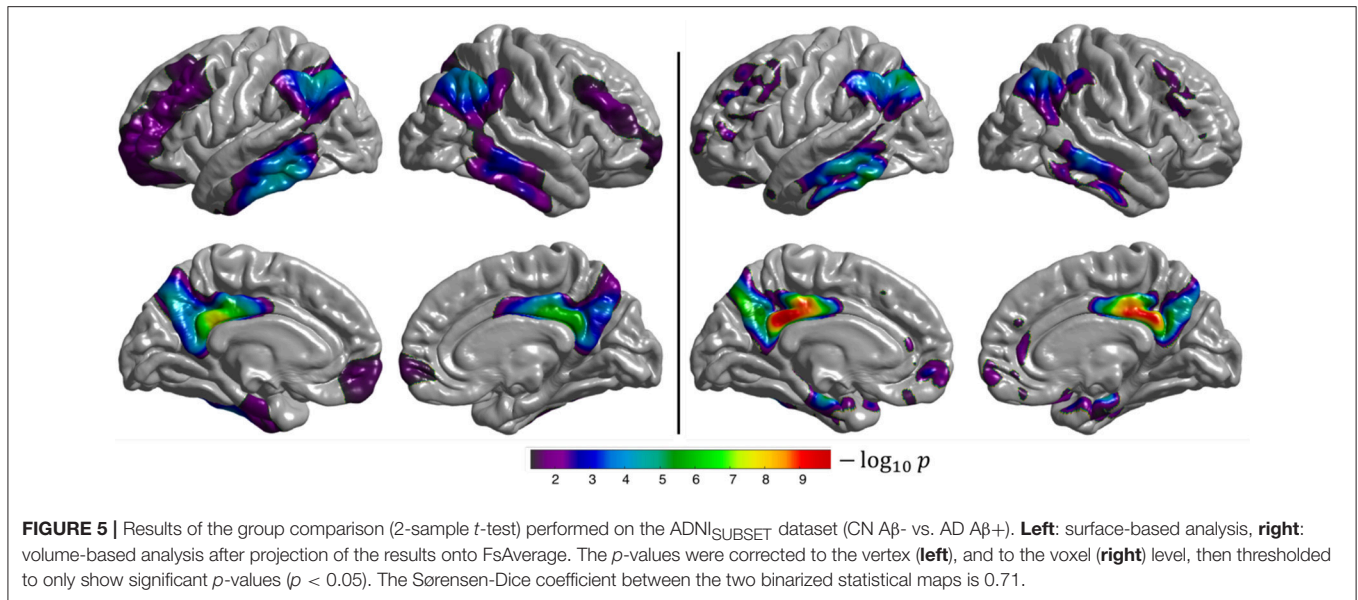 2 3 4 5 6 7 8 9 − log₁₀ p
FIGURE 5 | Results of the group comparison (2-sample t-test) performed on the ADNISUBSET dataset (CN Aβ- vs. AD Aβ+). Left: surface-based analysis, right:
volume-based analysis after projection of the results onto FsAverage. The p-values were corrected to the vertex (left), and to the voxel (right) level, then thresholded
to only show significant p-values (p < 0.05). The Sørensen-Dice coefficient between the two binarized statistical maps is 0.71.